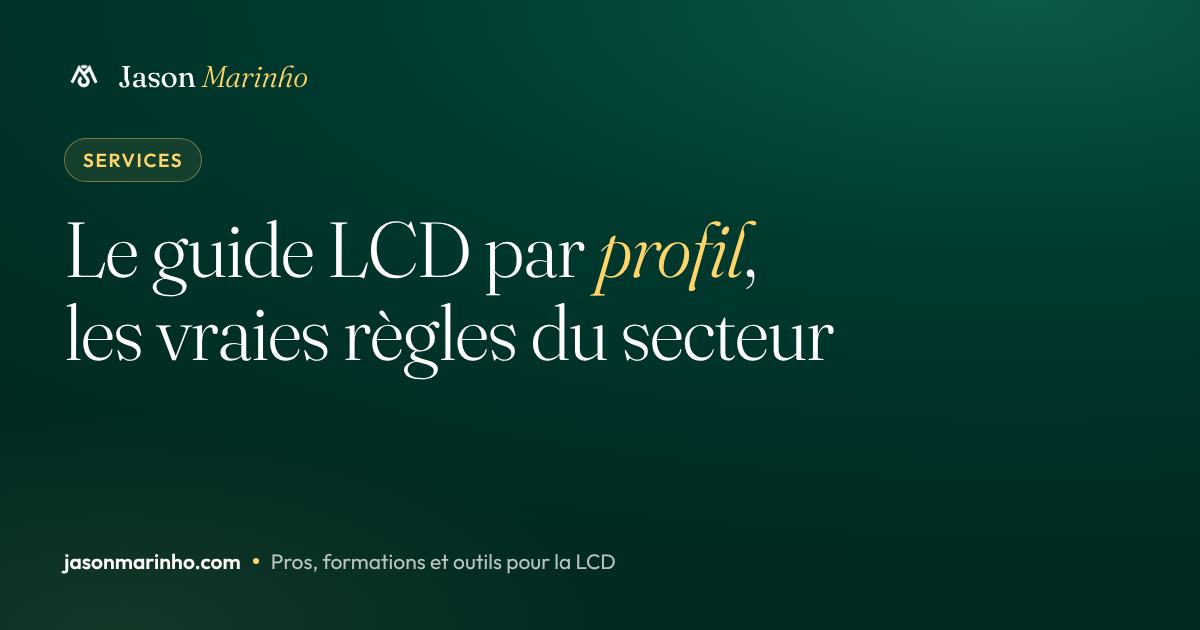 Jason Marinho
SERVICES
Le guide LCD par profil,
les vraies règles du secteur
jasonmarinho.com • Pros, formations et outils pour la LCD